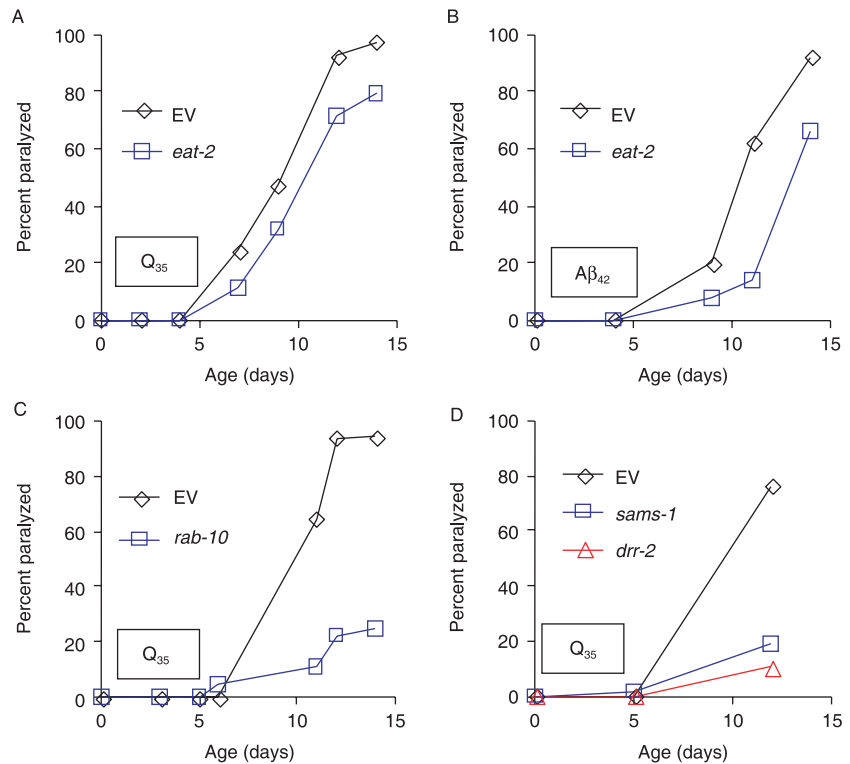 A
Percent paralyzed
100
80
60
40
20
0
EV
eat-2
Q35
0 5 10 15
Age (days)
B
Percent paralyzed
100
80
60
40
20
0
EV
eat-2
Aβ42
0 5 10 15
Age (days)
C
Percent paralyzed
100
80
60
40
20
0
EV
rab-10
Q35
0 5 10 15
Age (days)
D
Percent paralyzed
100
80
60
40
20
0
EV
sams-1
drr-2
Q35
0 5 10 15
Age (days)